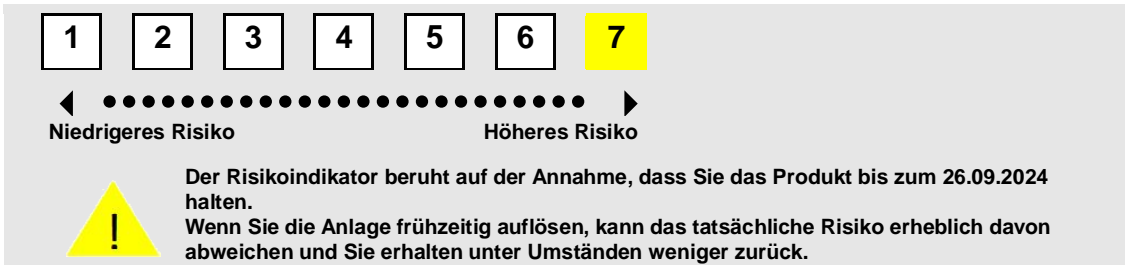 1 2 3 4 5 6 7
Niedrigeres Risiko Höheres Risiko
Der Risikoindikator beruht auf der Annahme, dass Sie das Produkt bis zum 26.09.2024
halten.
Wenn Sie die Anlage frühzeitig auflösen, kann das tatsächliche Risiko erheblich davon
abweichen und Sie erhalten unter Umständen weniger zurück.
!